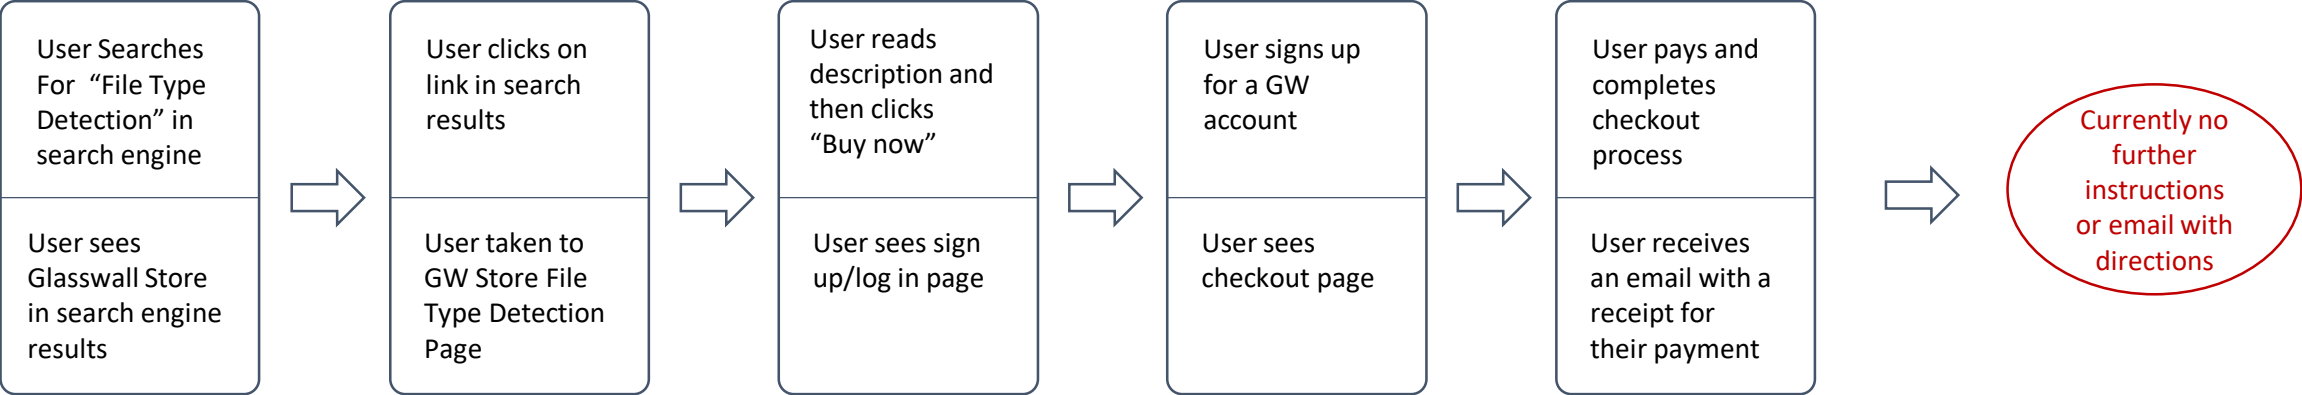 User Searches
For “File Type
Detection” in
search engine
User sees
Glasswall Store
in search engine
results
User clicks on
link in search
results
User taken to
GW Store File
Type Detection
Page
User reads
description and
then clicks
“Buy now”
User sees sign
up/log in page
User signs up
for a GW
account
User sees
checkout page
User pays and
completes
checkout
process
User receives
an email with a
receipt for
their payment
Currently no
further
instructions
or email with
directions